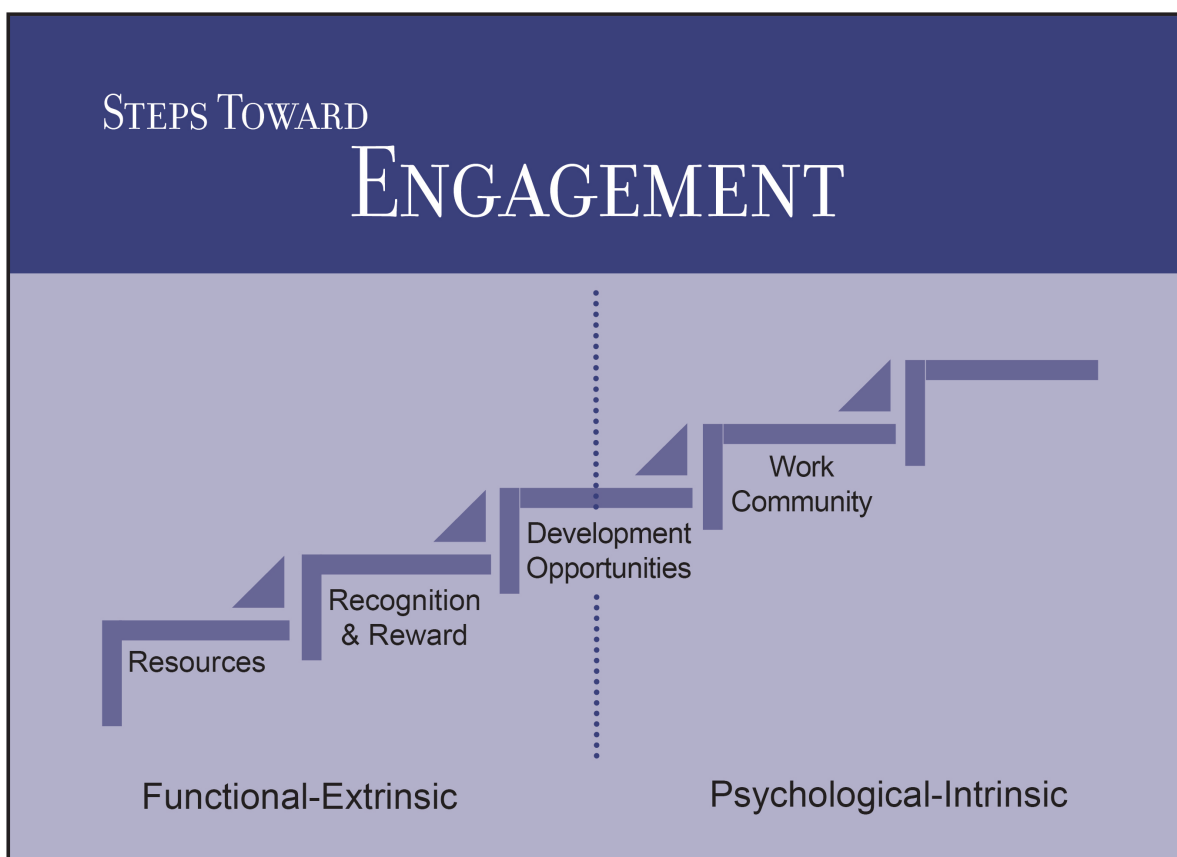 Steps Toward
Engagement
Resources
Recognition
& Reward
Development
Opportunities
Work
Community
Functional-Extrinsic
Psychological-Intrinsic